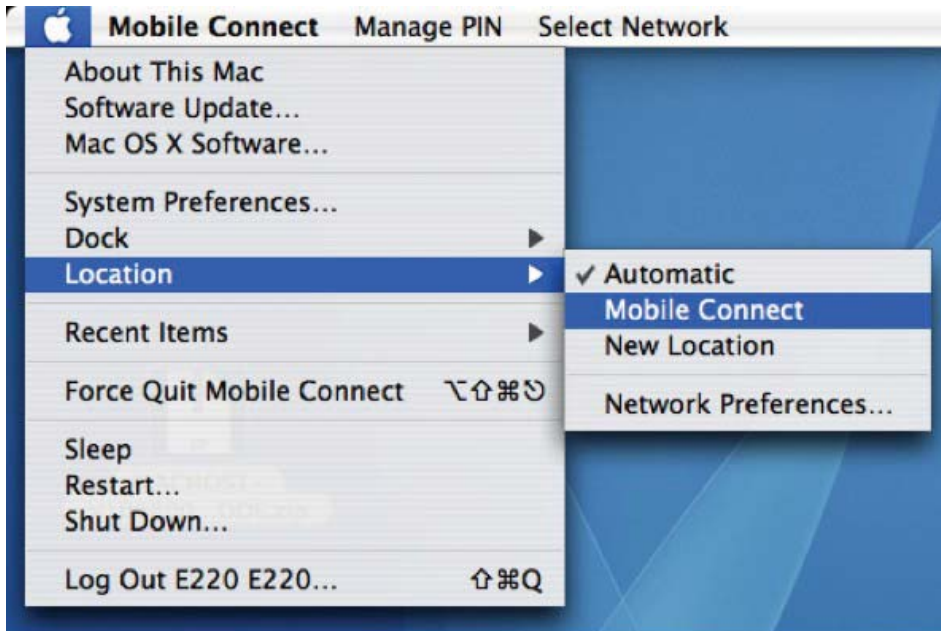 Mobile Connect Manage PIN Select Network
About This Mac
Software Update...
Mac OS X Software...
System Preferences...
Dock
Location
Automatic
Mobile Connect
New Location
Network Preferences...
Recent Items
Force Quit Mobile Connect ⌥⇧⌘⎋
Sleep
Restart...
Shut Down...
Log Out E220 E220... ⇧⌘Q